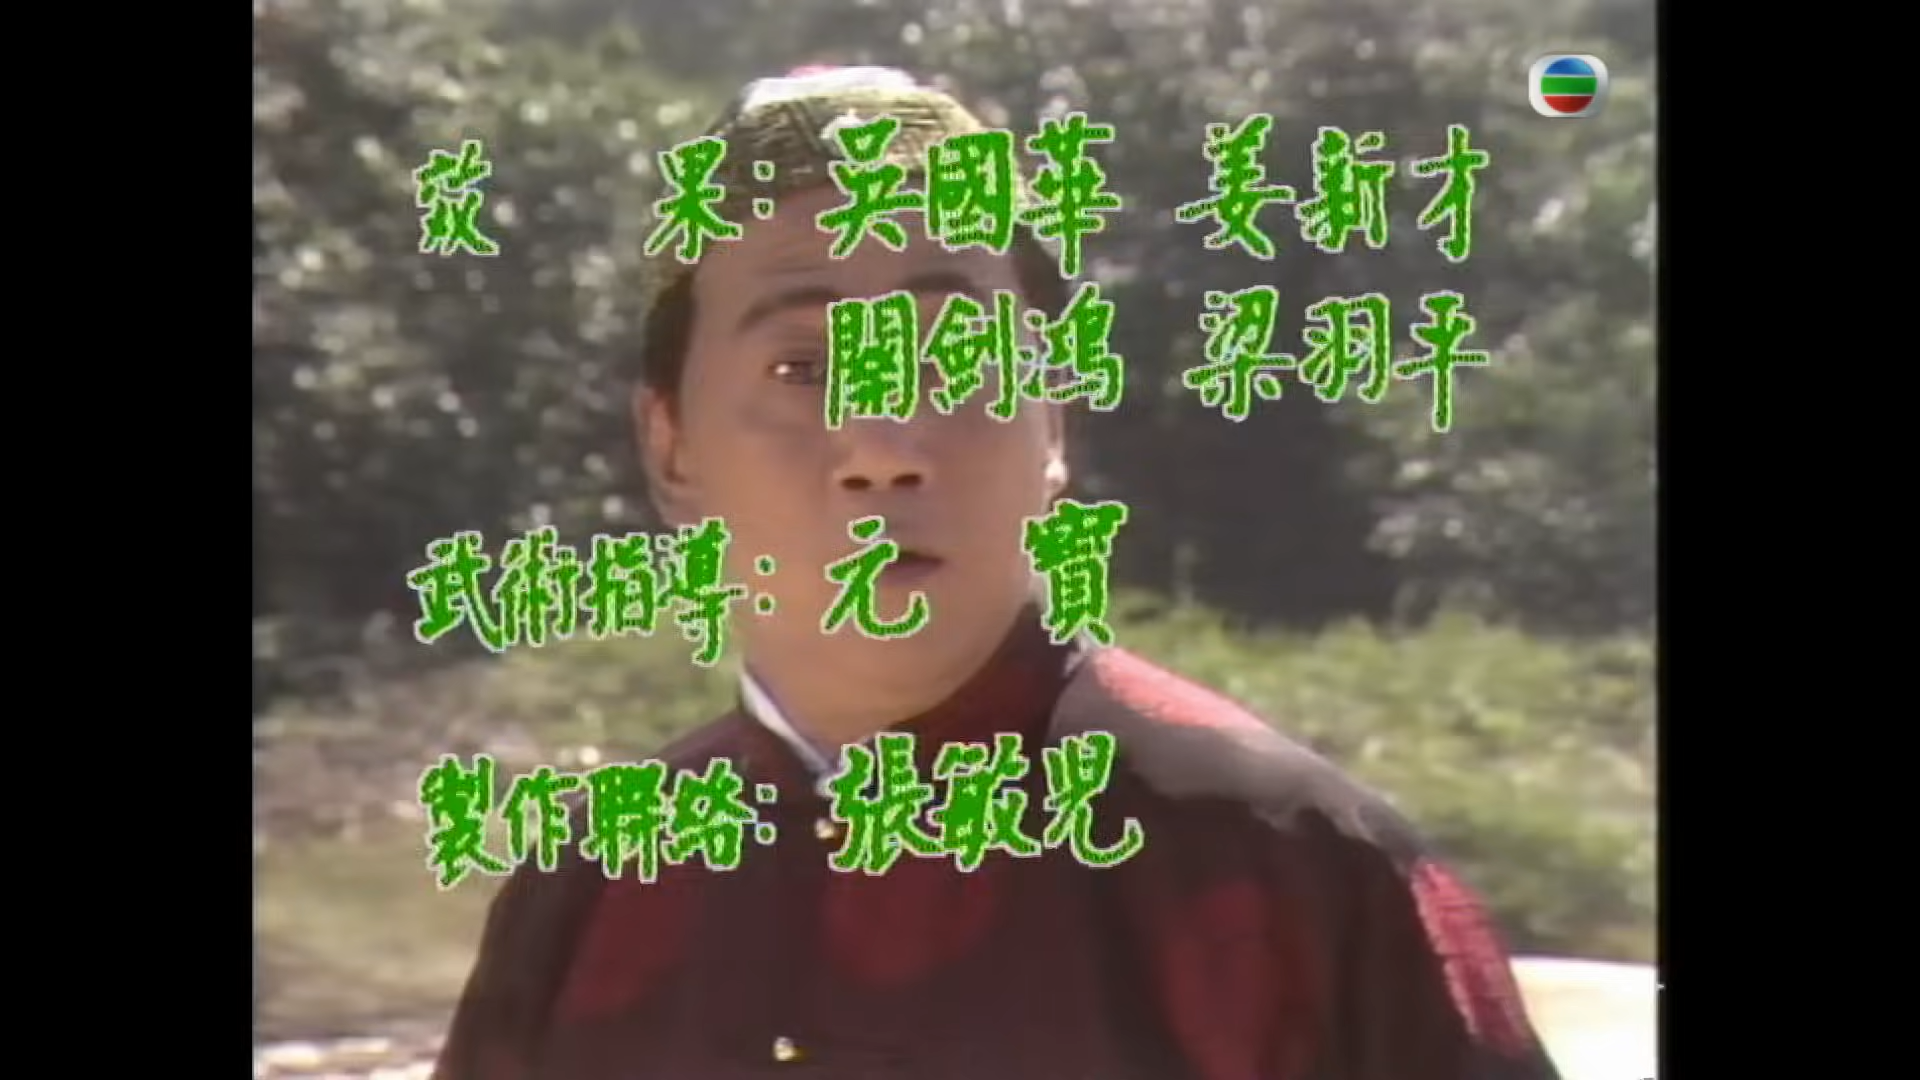 效 果：吳國華 姜新才
關劍鴻 梁羽平
武術指導：元 寶
製作聯絡：張敏兒